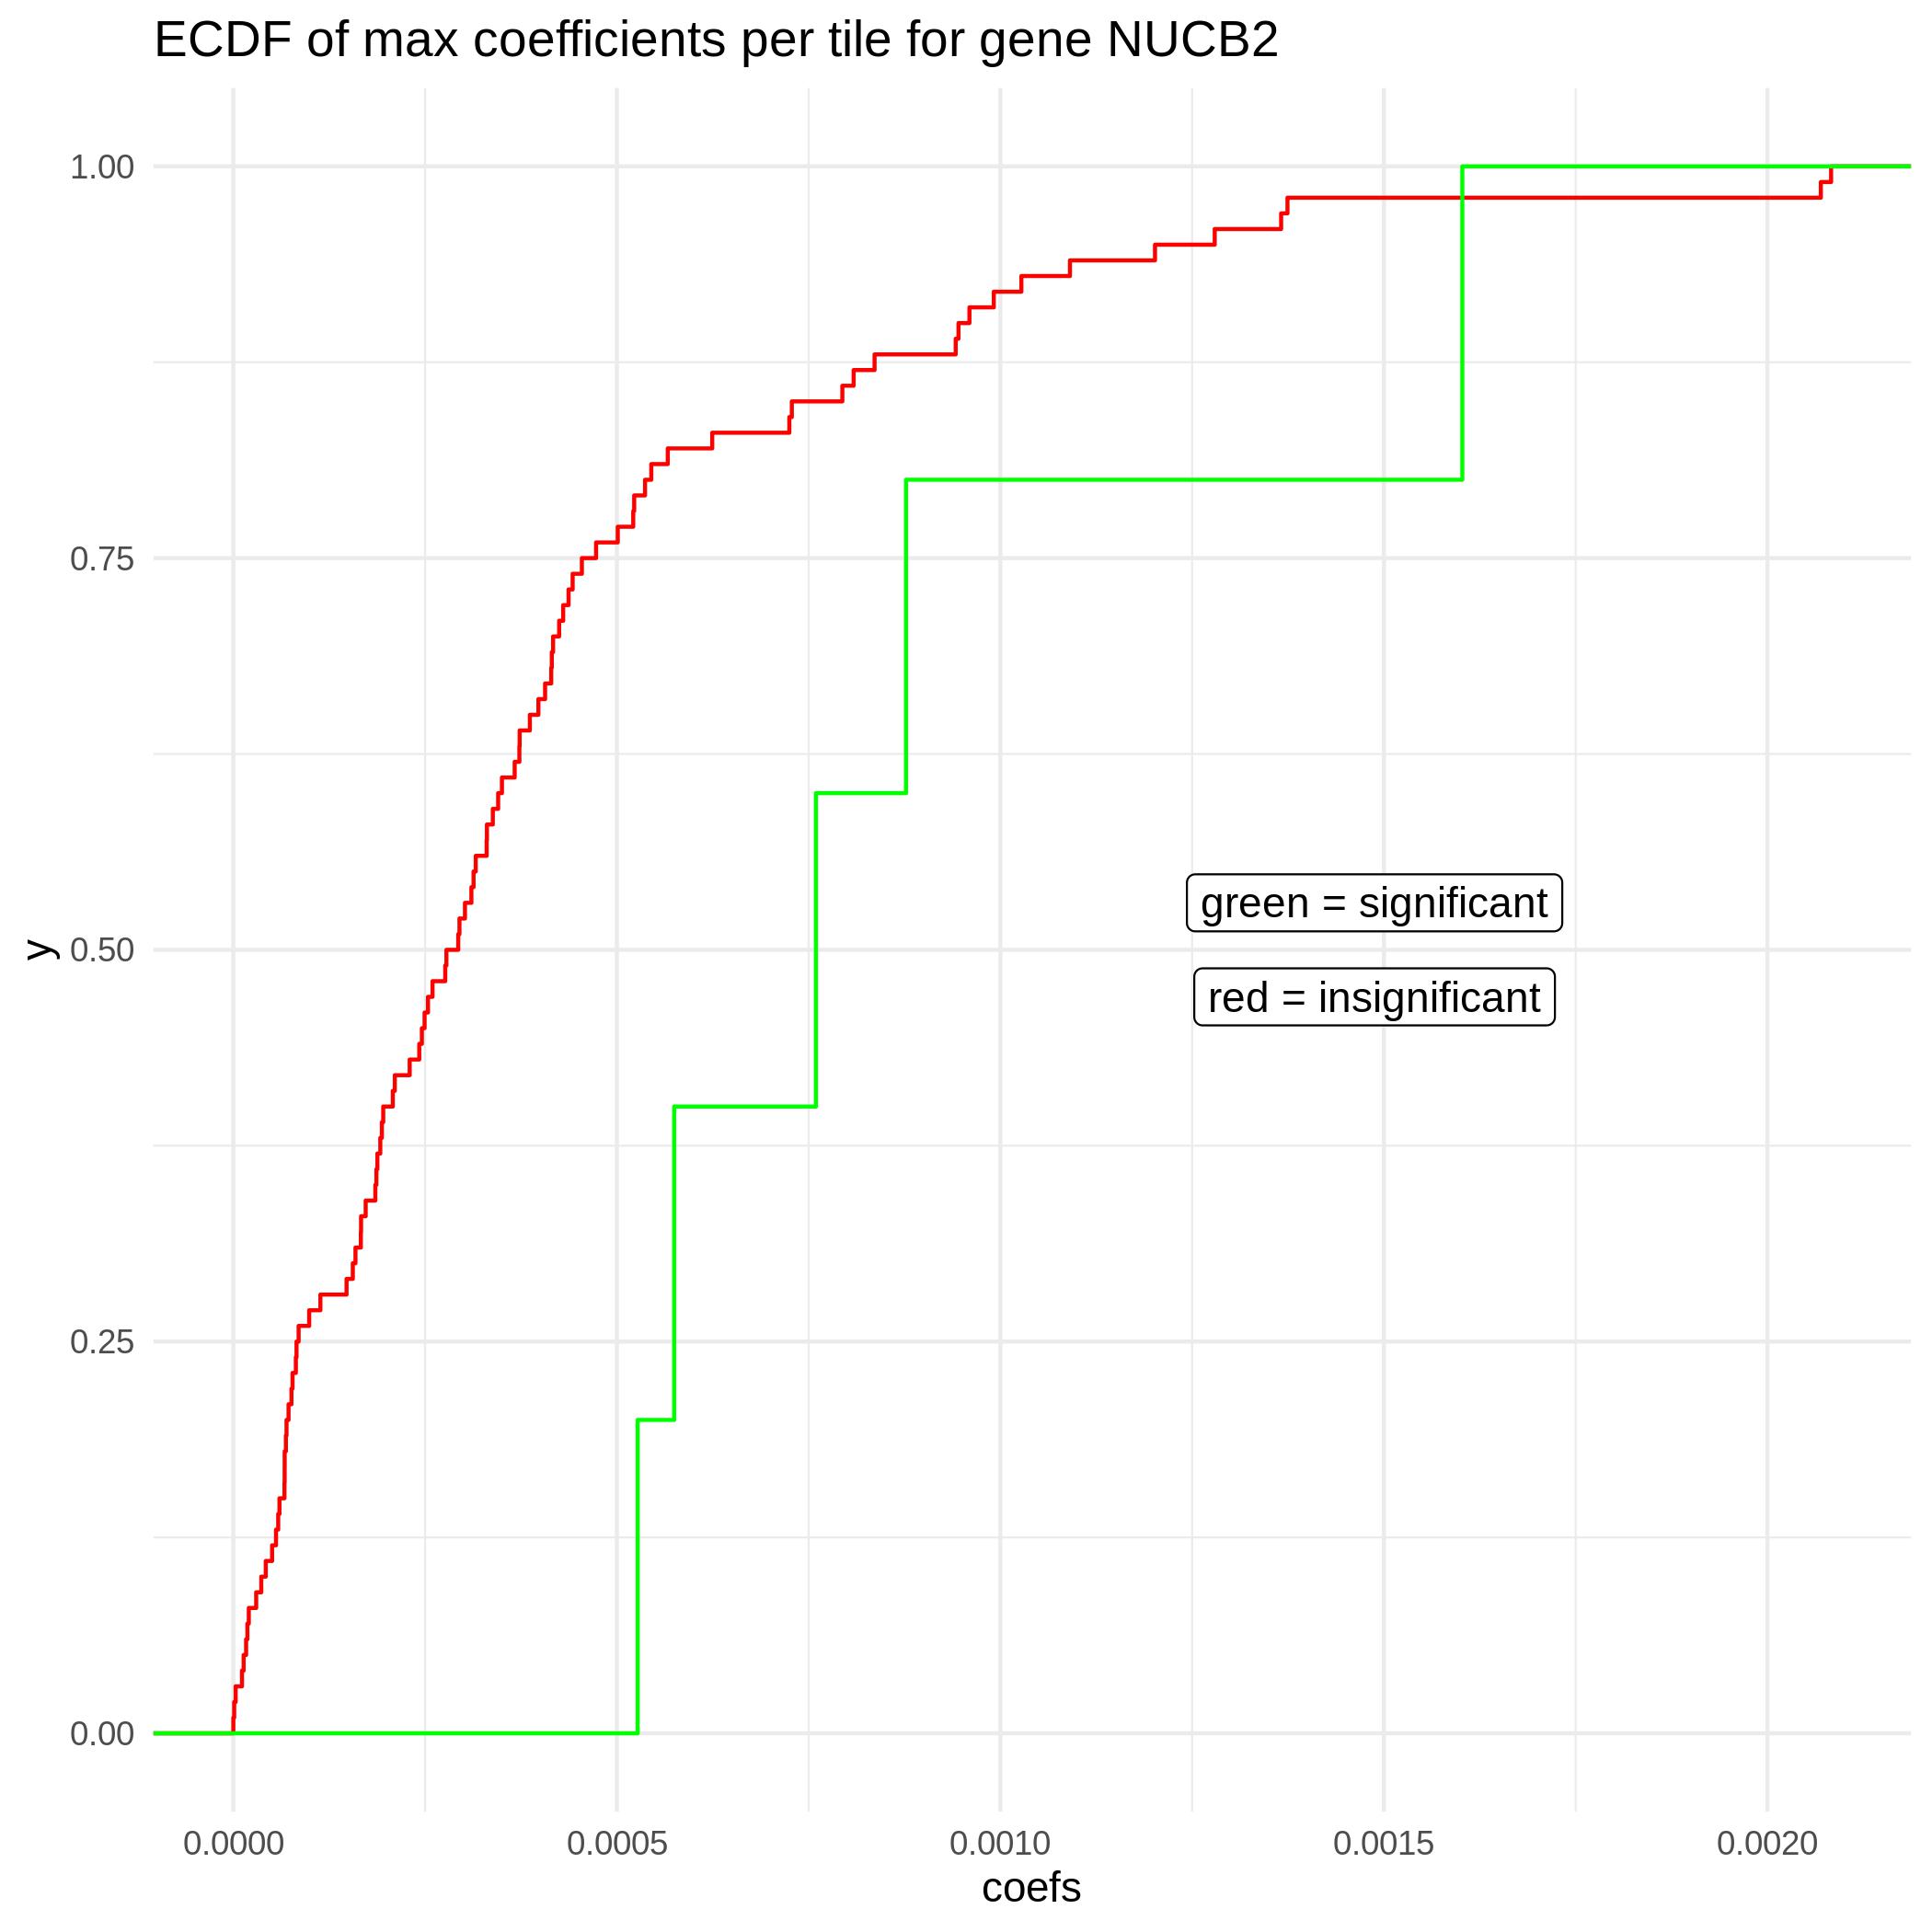 ECDF of max coefficients per tile for gene NUCB2
1.00
0.75
0.50
0.25
0.00
y
green = significant
red = insignificant
0.0000 0.0005 0.0010 0.0015 0.0020
coefs